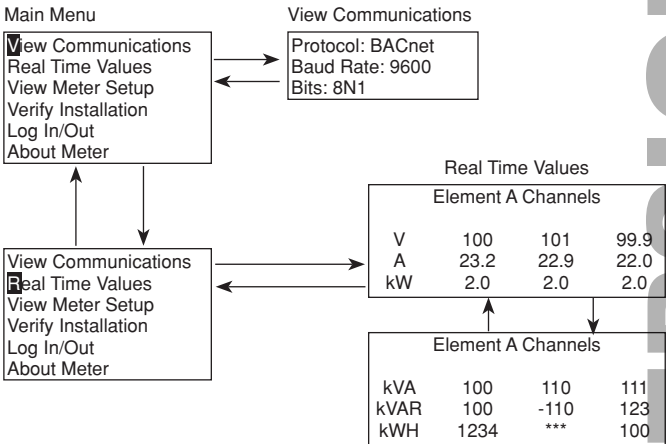 Main Menu
View Communications
Real Time Values
View Meter Setup
Verify Installation
Log In/Out
About Meter
View Communications
Protocol: BACnet
Baud Rate: 9600
Bits: 8N1
View Communications
Real Time Values
View Meter Setup
Verify Installation
Log In/Out
About Meter
Real Time Values
Element A Channels
V 100 101 99.9
A 23.2 22.9 22.0
kW 2.0 2.0 2.0
Element A Channels
kVA 100 110 111
kVAR 100 -110 123
kWH 1234 *** 100